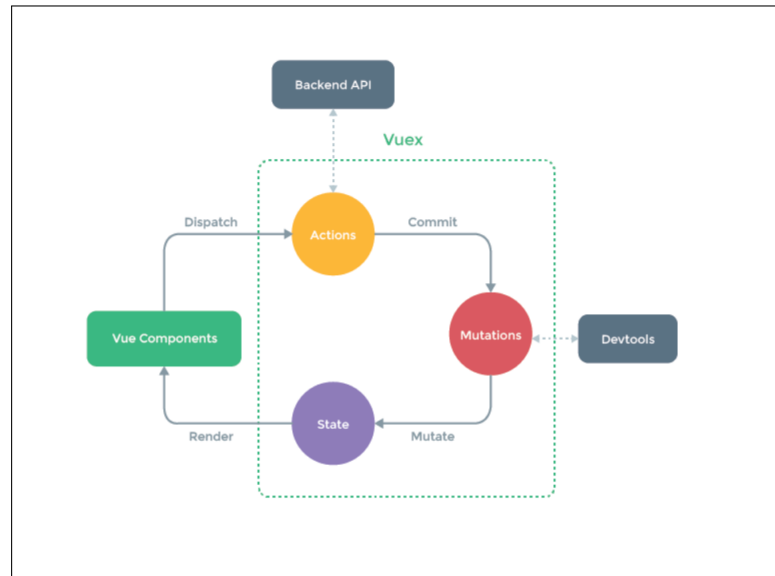 Backend API
Vuex
Dispatch
Actions
Commit
Vue Components
Mutations
Devtools
Render
State
Mutate